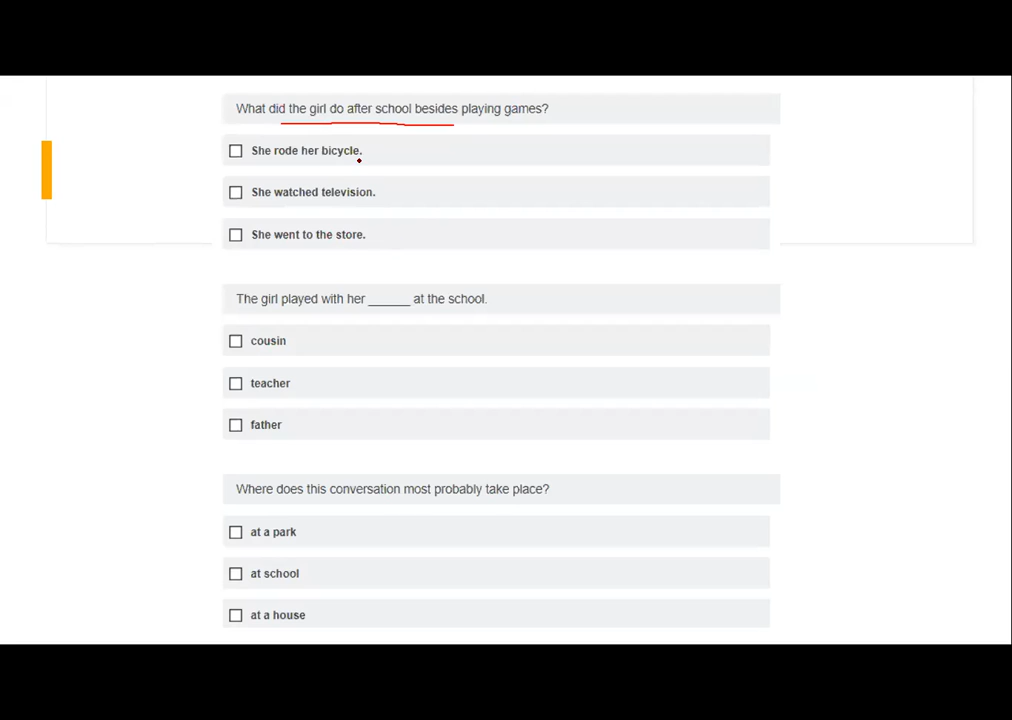 What did the girl do after school besides playing games?
She rode her bicycle.
She watched television.
She went to the store.
The girl played with her ______ at the school.
cousin
teacher
father
Where does this conversation most probably take place?
at a park
at school
at a house